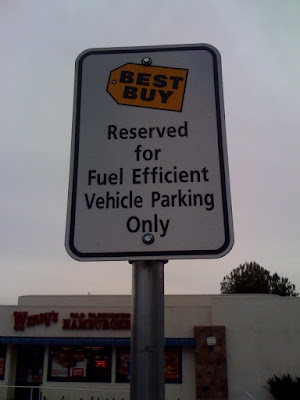 BEST
BUY
Reserved
for
Fuel Efficient
Vehicle Parking
Only
Wendy's
OLD FASHIONED
HAMBURGERS